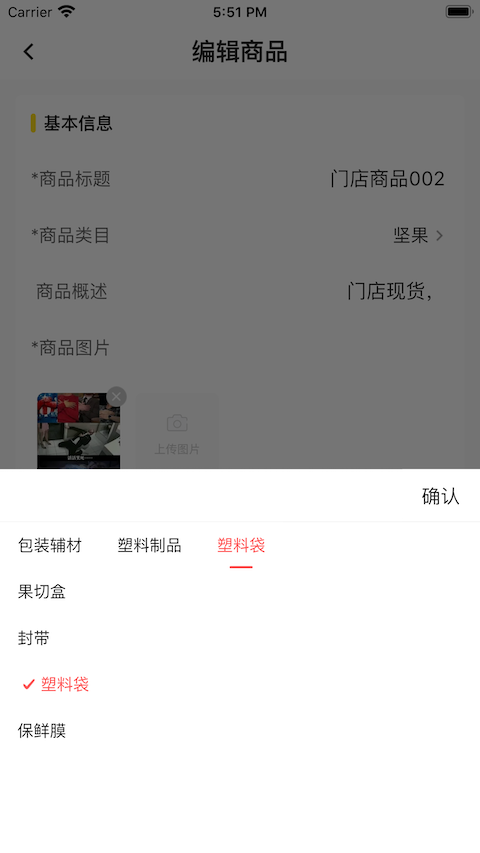 Carrier 5:51 PM
编辑商品
基本信息
*商品标题 门店商品002
*商品类目 坚果
商品概述 门店现货，
*商品图片
上传图片
确认
包装辅材 塑料制品 塑料袋
果切盒
封带
塑料袋
保鲜膜